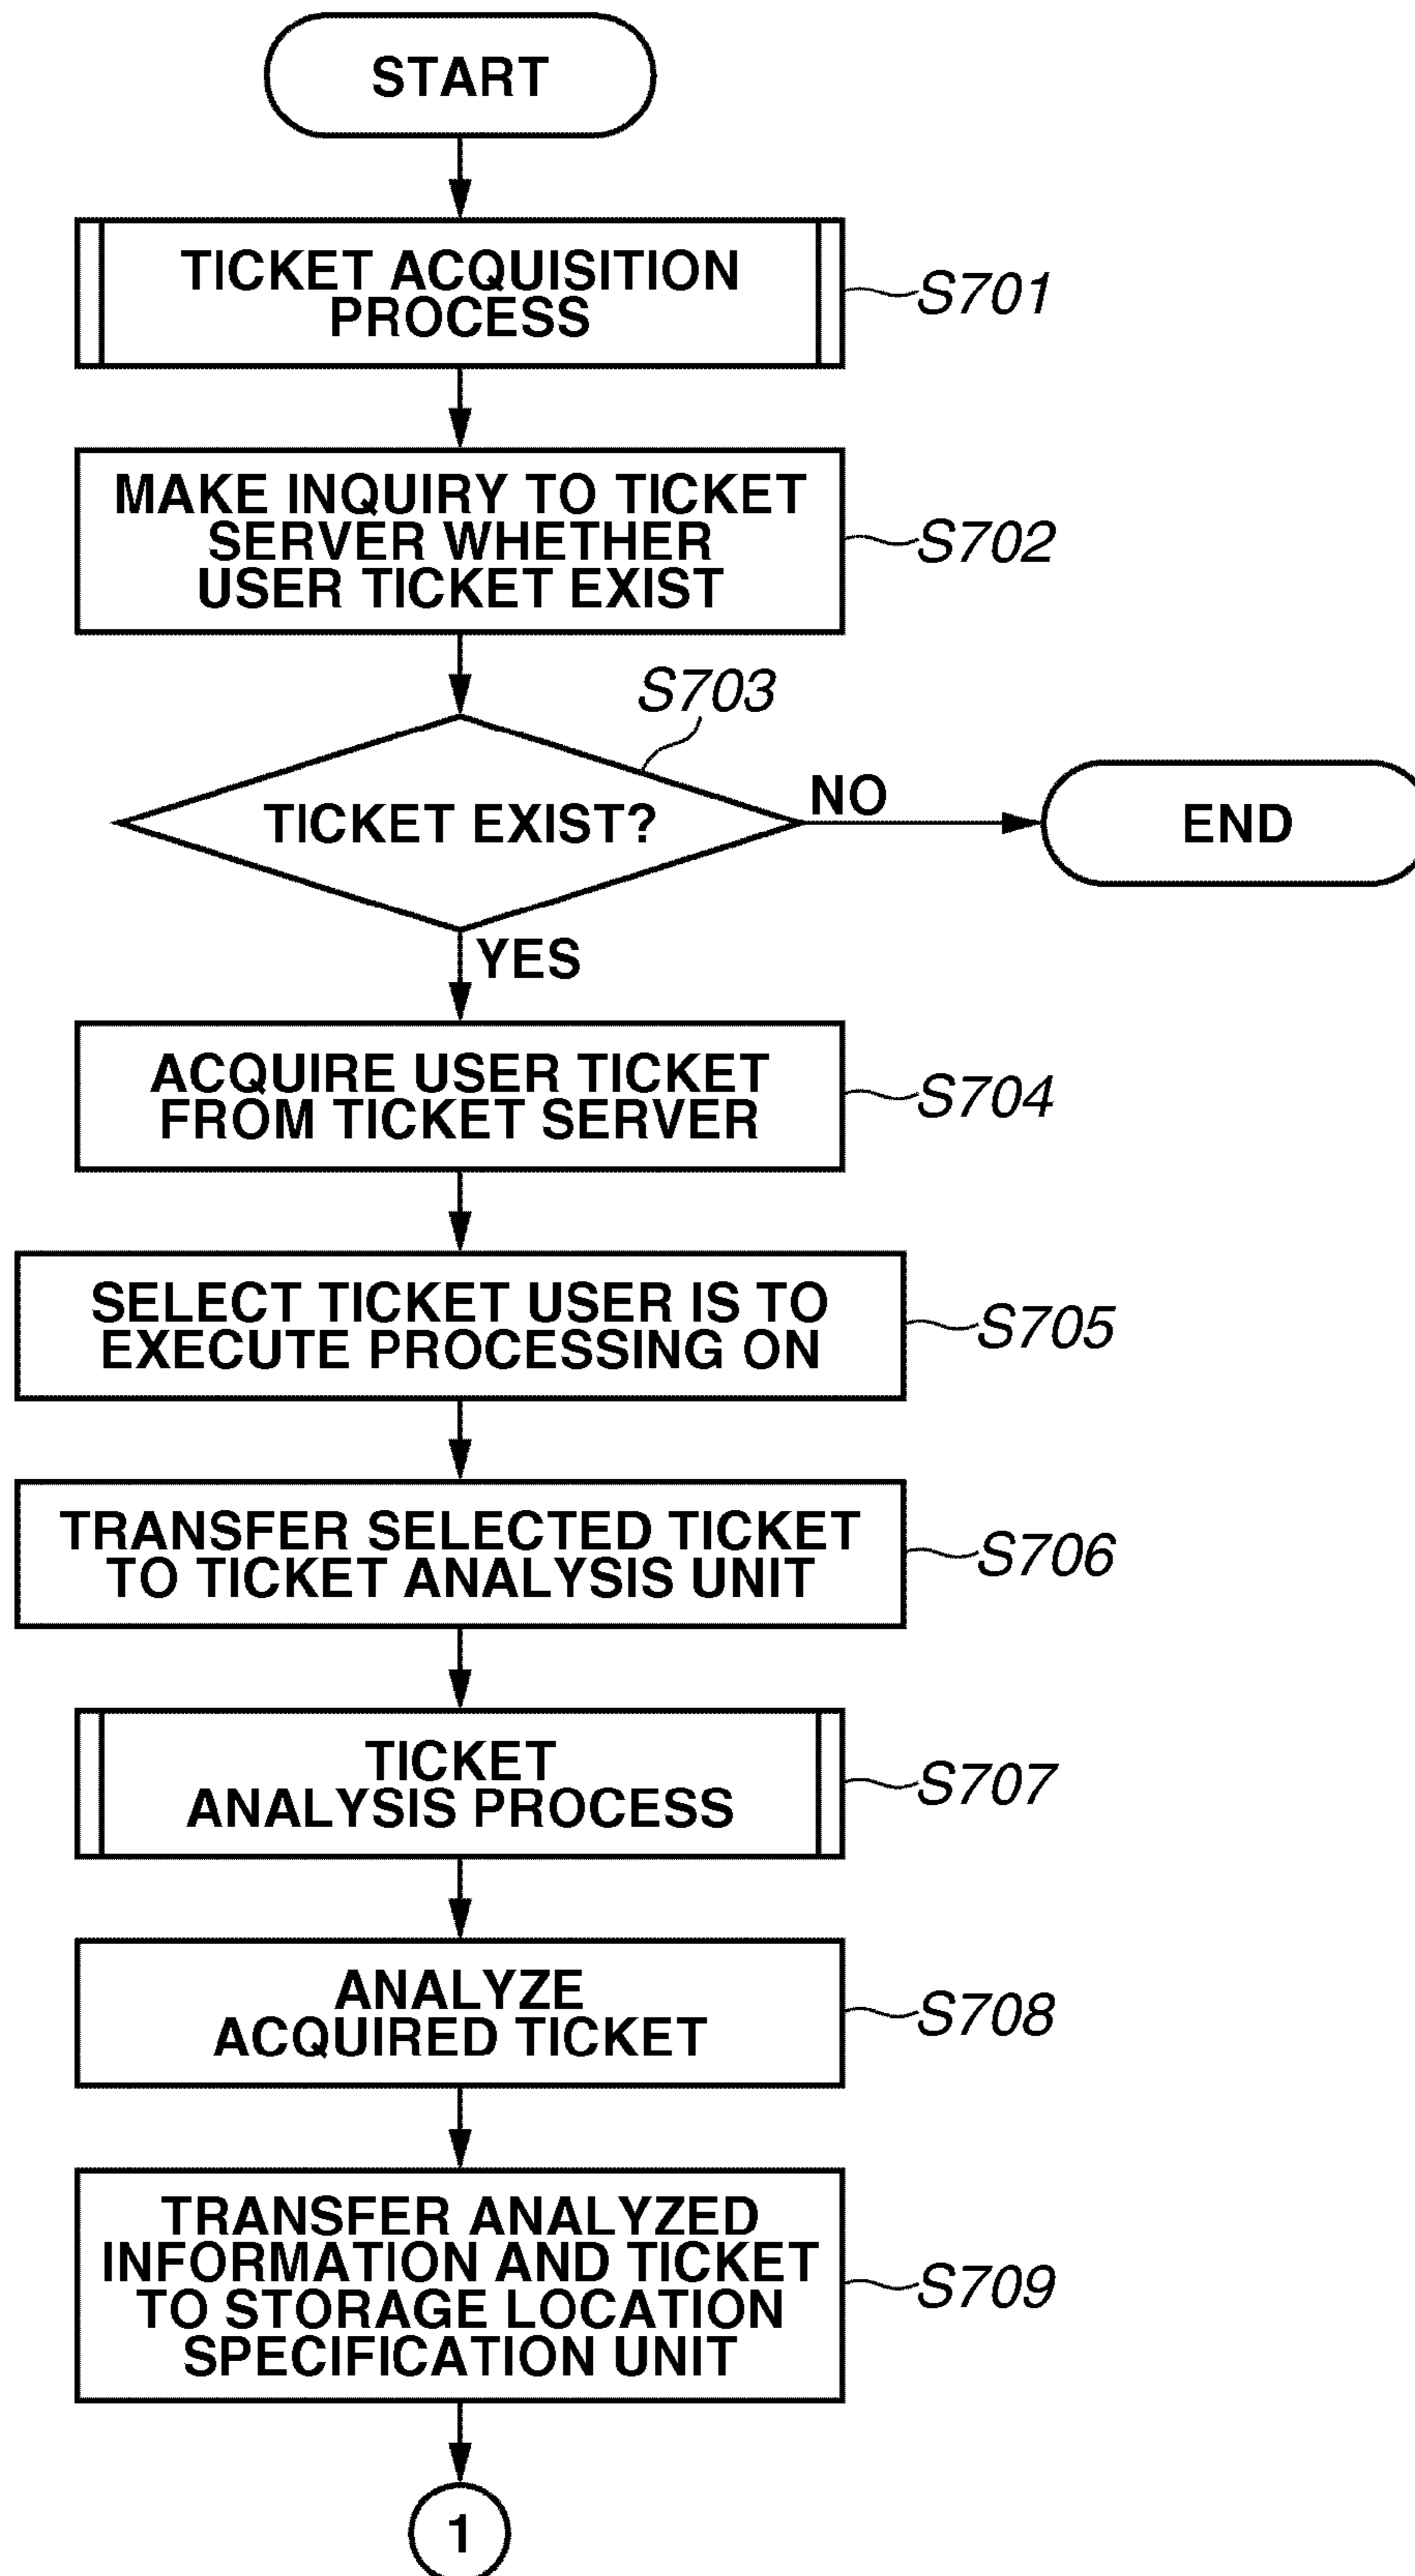 START
TICKET ACQUISITION
PROCESS
S701
MAKE INQUIRY TO TICKET
SERVER WHETHER
USER TICKET EXIST
S702
S703
TICKET EXIST?
NO
END
YES
ACQUIRE USER TICKET
FROM TICKET SERVER
S704
SELECT TICKET USER IS TO
EXECUTE PROCESSING ON
S705
TRANSFER SELECTED TICKET
TO TICKET ANALYSIS UNIT
S706
TICKET
ANALYSIS PROCESS
S707
ANALYZE
ACQUIRED TICKET
S708
TRANSFER ANALYZED
INFORMATION AND TICKET
TO STORAGE LOCATION
SPECIFICATION UNIT
S709
1